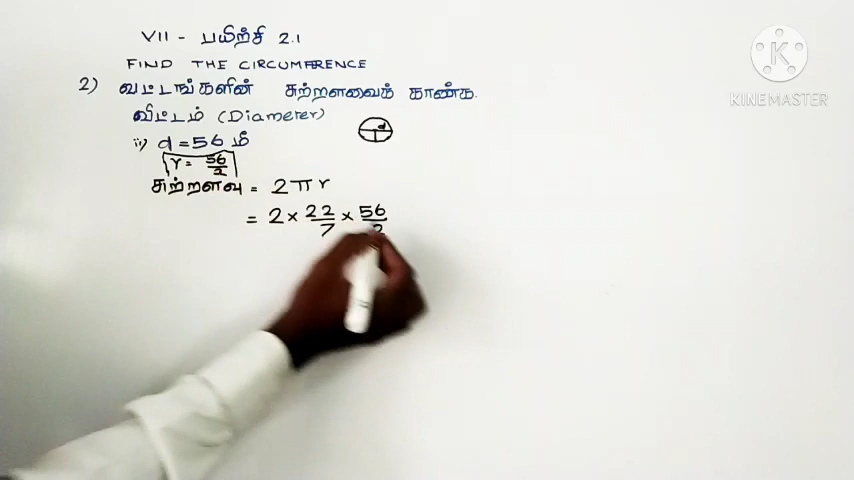 VII - பயிற்சி 2.1
FIND THE CIRCUMFERENCE
2) வட்டங்களின் சுற்றளவைக் காண்க.
விட்டம் (Diameter)
ii) d = 56 மீ
r = 56/2
சுற்றளவு = 2πr
= 2 × 22/7 × 56/2
d
K
KINEMASTER